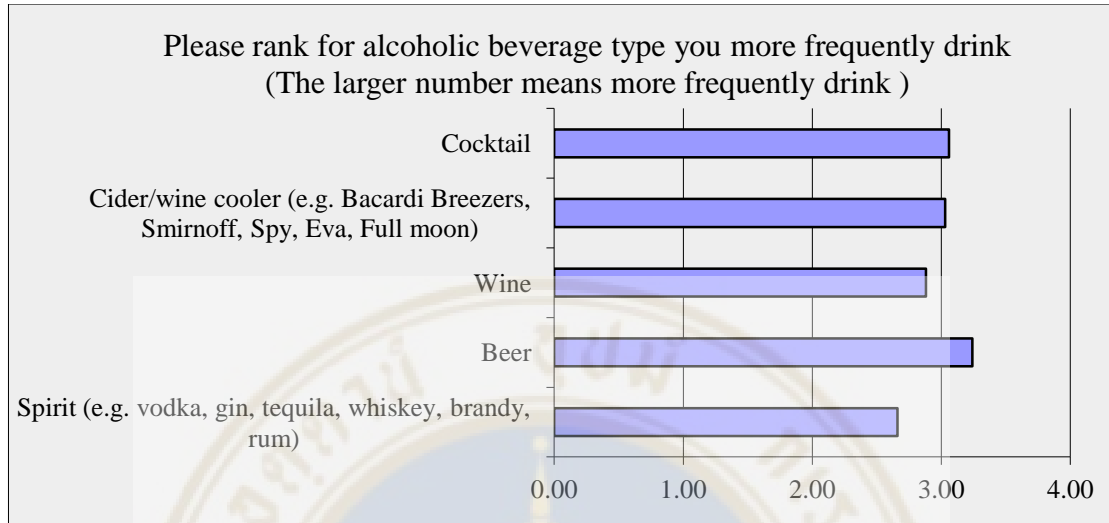 Please rank for alcoholic beverage type you more frequently drink
(The larger number means more frequently drink )
Cocktail
Cider/wine cooler (e.g. Bacardi Breezers,
Smirnoff, Spy, Eva, Full moon)
Wine
Beer
Spirit (e.g. vodka, gin, tequila, whiskey, brandy,
rum)
0.00 1.00 2.00 3.00 4.00